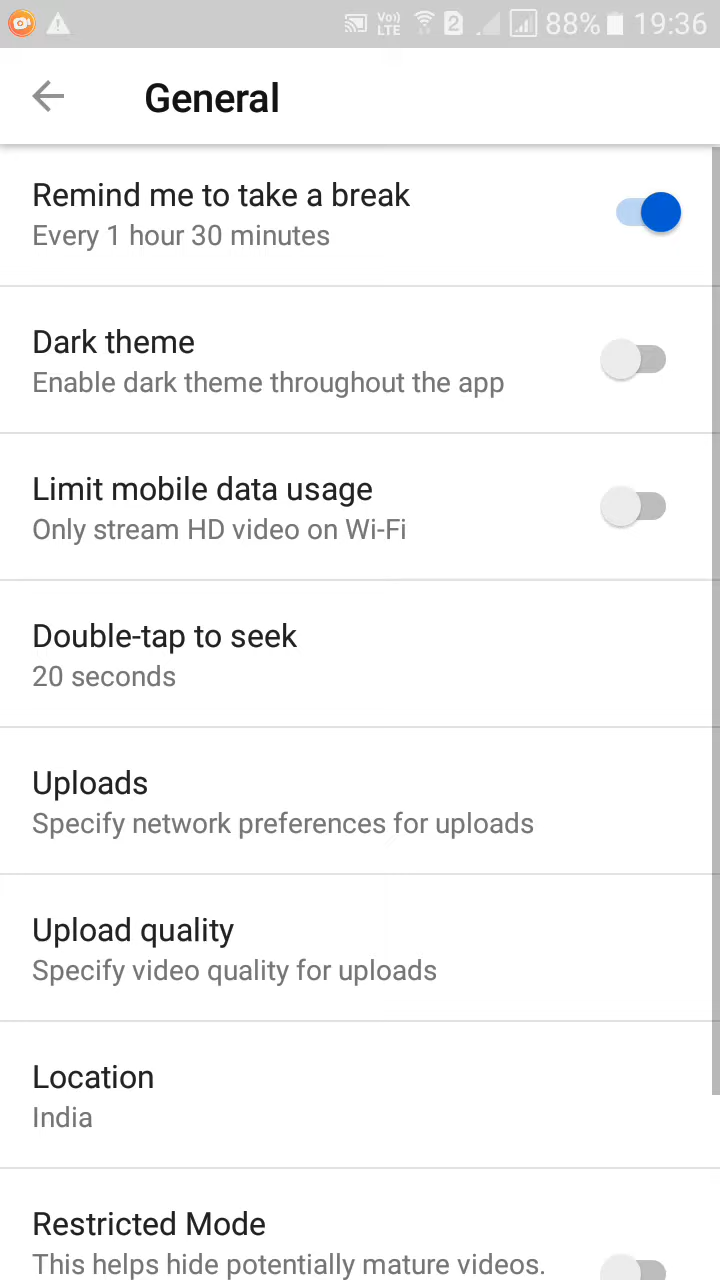 Vo)) LTE 2 88% 19:36
General
Remind me to take a break
Every 1 hour 30 minutes
Dark theme
Enable dark theme throughout the app
Limit mobile data usage
Only stream HD video on Wi-Fi
Double-tap to seek
20 seconds
Uploads
Specify network preferences for uploads
Upload quality
Specify video quality for uploads
Location
India
Restricted Mode
This helps hide potentially mature videos.